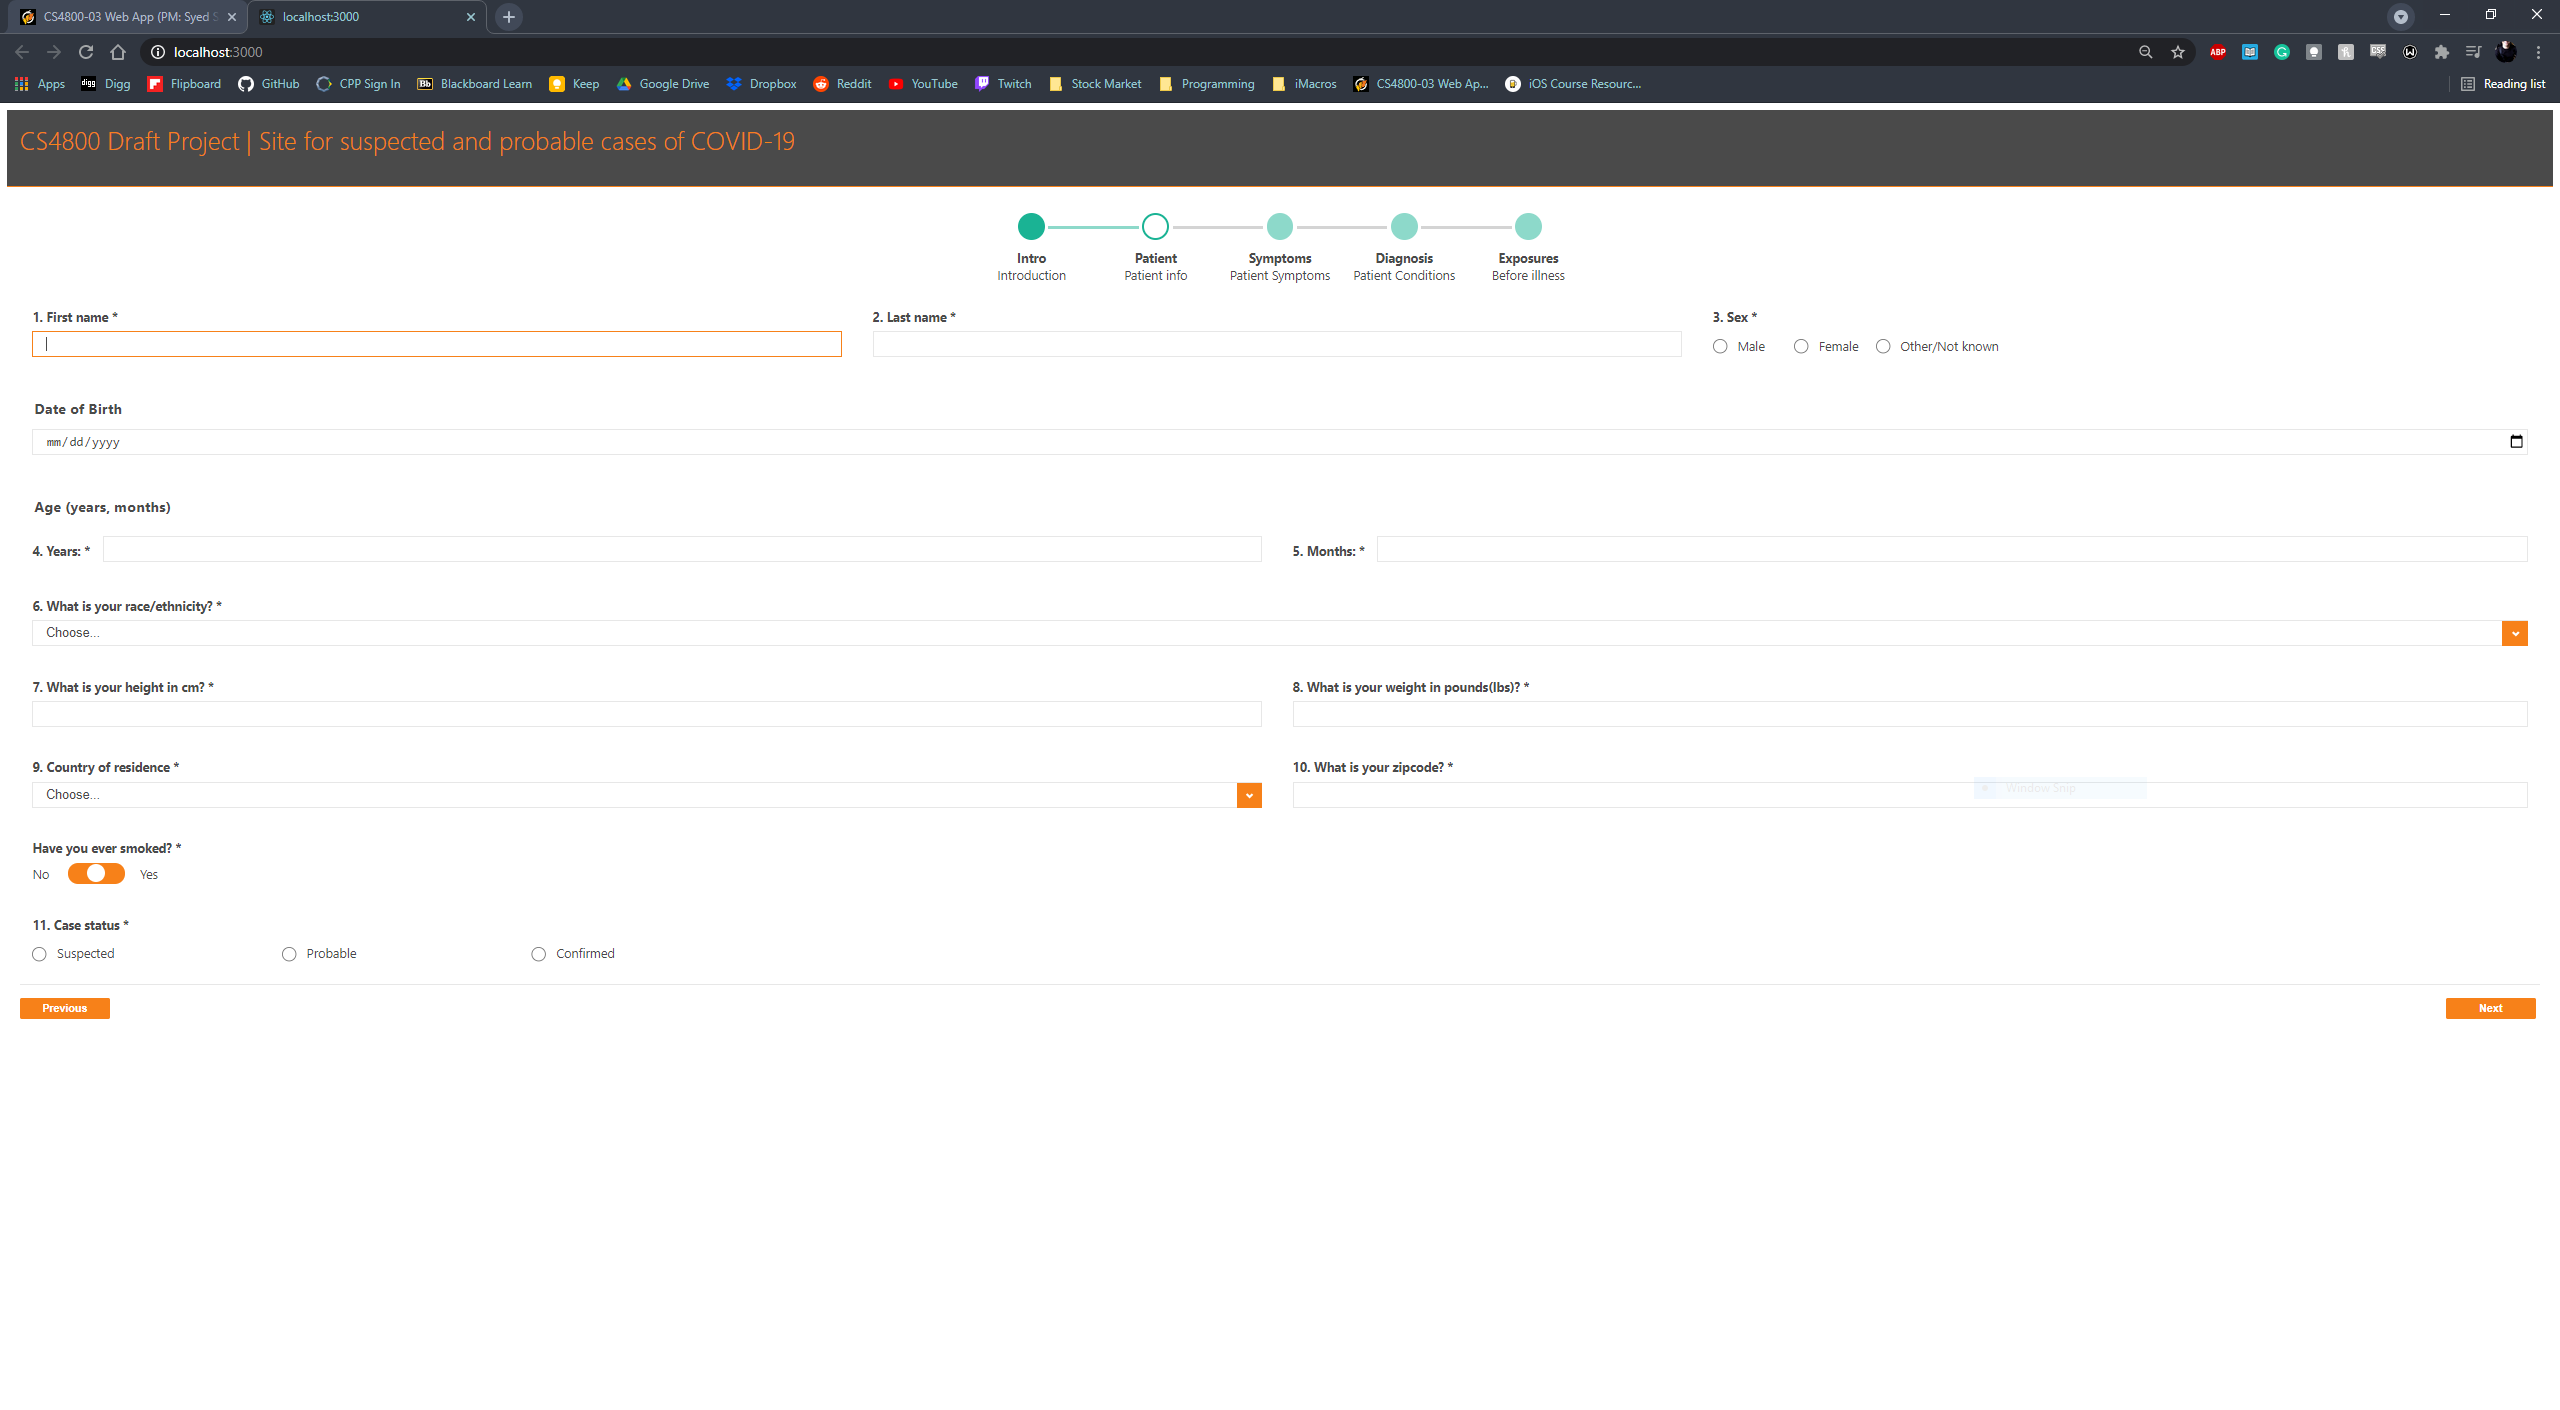 CS4800-03 Web App (PM: Syed S
localhost:3000
localhost:3000
ABP
Apps
digg Digg
Flipboard
GitHub
CPP Sign In
Bb Blackboard Learn
Keep
Google Drive
Dropbox
Reddit
YouTube
Twitch
Stock Market
Programming
iMacros
CS4800-03 Web Ap...
iOS Course Resourc...
Reading list
CS4800 Draft Project | Site for suspected and probable cases of COVID-19
Intro
Introduction
Patient
Patient info
Symptoms
Patient Symptoms
Diagnosis
Patient Conditions
Exposures
Before illness
1. First name *
2. Last name *
3. Sex *
Male
Female
Other/Not known
Date of Birth
mm/dd/yyyy
Age (years, months)
4. Years: *
5. Months: *
6. What is your race/ethnicity? *
Choose...
7. What is your height in cm? *
8. What is your weight in pounds(lbs)? *
9. Country of residence *
Choose...
10. What is your zipcode? *
Window Snip
Have you ever smoked? *
No
Yes
11. Case status *
Suspected
Probable
Confirmed
Previous
Next